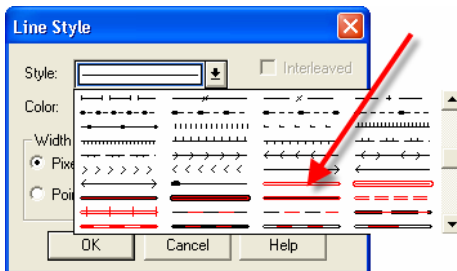 Line Style
Style:
Interleaved
Color:
Width
Pixe
Poi
OK Cancel Help